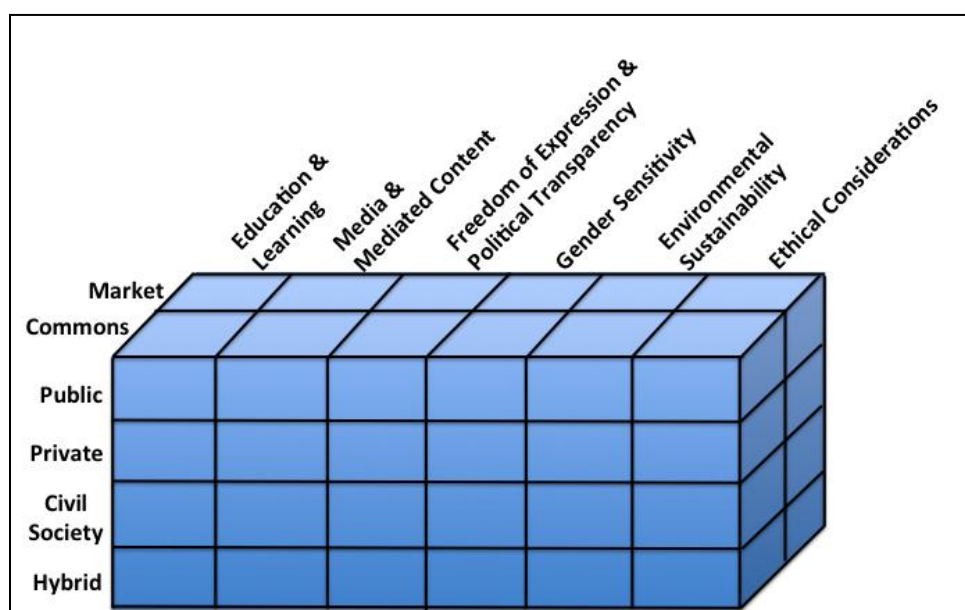 Education &
Learning
Media &
Mediated Content
Freedom of Expression &
Political Transparency
Gender Sensitivity
Environmental
Sustainability
Ethical Considerations
Market
Commons
Public
Private
Civil
Society
Hybrid